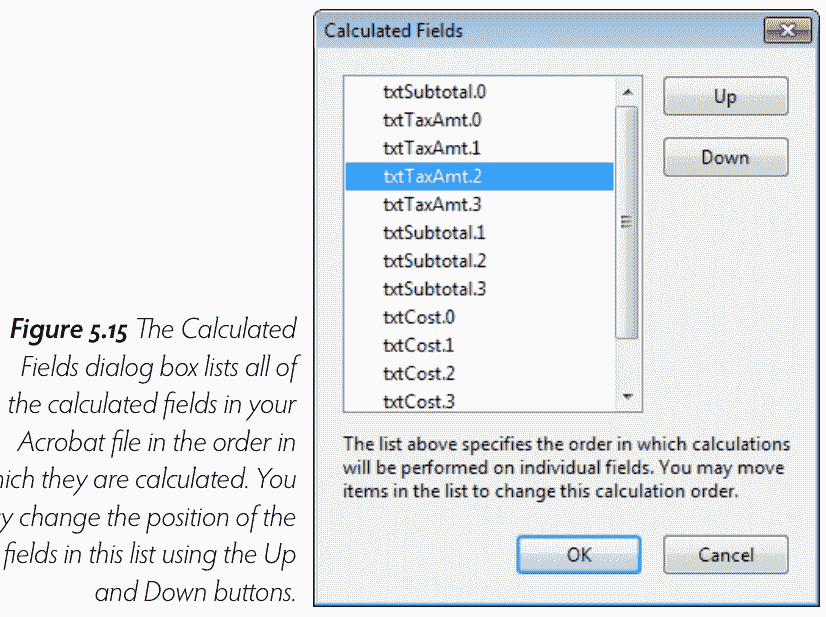 Calculated Fields
txtSubtotal.0
txtTaxAmt.0
txtTaxAmt.1
txtTaxAmt.2
txtTaxAmt.3
txtSubtotal.1
txtSubtotal.2
txtSubtotal.3
txtCost.0
txtCost.1
txtCost.2
txtCost.3
Up
Down
The list above specifies the order in which calculations
will be performed on individual fields. You may move
items in the list to change this calculation order.
OK
Cancel
Figure 5.15 The Calculated
Fields dialog box lists all of
the calculated fields in your
Acrobat file in the order in
they are calculated. You
change the position of the
fields in this list using the Up
and Down buttons.